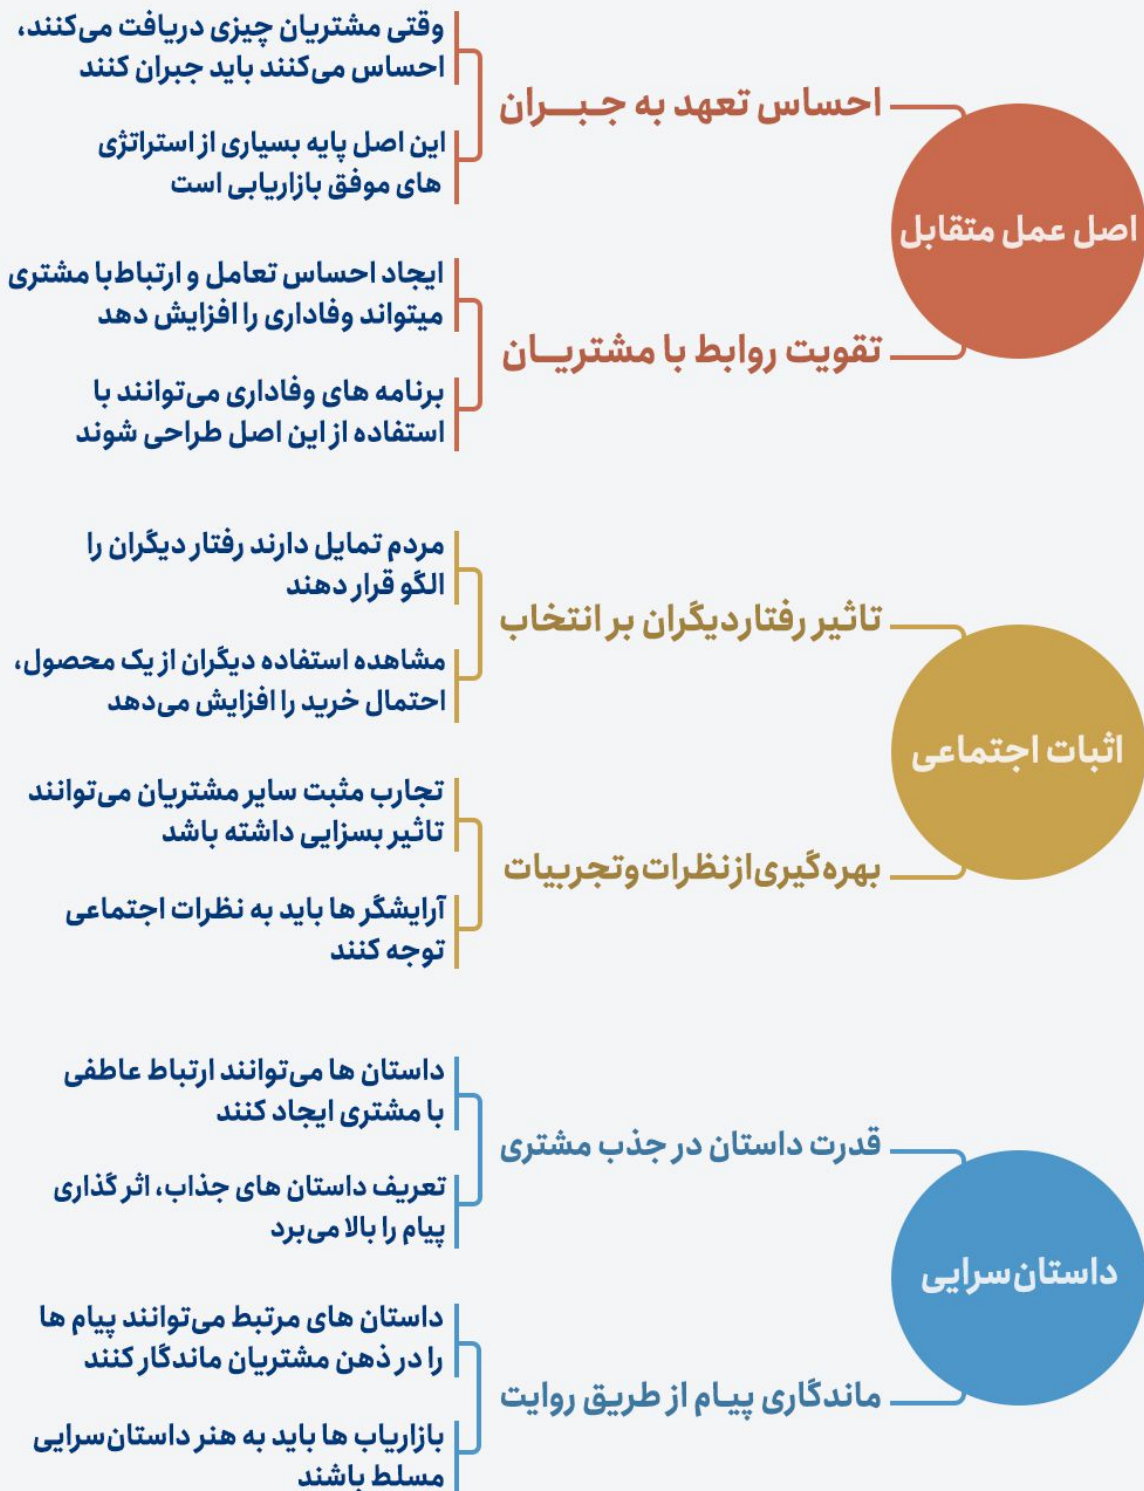 اصل عمل متقابل
احساس تعهد به جبــران
وقتی مشتریان چیزی دریافت می‌کنند،
احساس می‌کنند باید جبران کنند
این اصل پایه بسیاری از استراتژی
های موفق بازاریابی است
تقویت روابط با مشتریــان
ایجاد احساس تعامل و ارتباط با مشتری
میتواند وفاداری را افزایش دهد
برنامه های وفاداری می‌توانند با
استفاده از این اصل طراحی شوند
اثبات اجتماعی
تاثیر رفتار دیگران بر انتخاب
مردم تمایل دارند رفتار دیگران را
الگو قرار دهند
مشاهده استفاده دیگران از یک محصول،
احتمال خرید را افزایش می‌دهد
بهره‌گیری از نظرات و تجربیات
تجارب مثبت سایر مشتریان می‌توانند
تاثیر بسزایی داشته باشد
آرایشگر ها باید به نظرات اجتماعی
توجه کنند
داستان‌سرایی
قدرت داستان در جذب مشتری
داستان ها می‌توانند ارتباط عاطفی
با مشتری ایجاد کنند
تعریف داستان های جذاب، اثر گذاری
پیام را بالا می‌برد
ماندگاری پیام از طریق روایت
داستان های مرتبط می‌توانند پیام ها
را در ذهن مشتریان ماندگار کنند
بازاریاب ها باید به هنر داستان‌سرایی
مسلط باشند